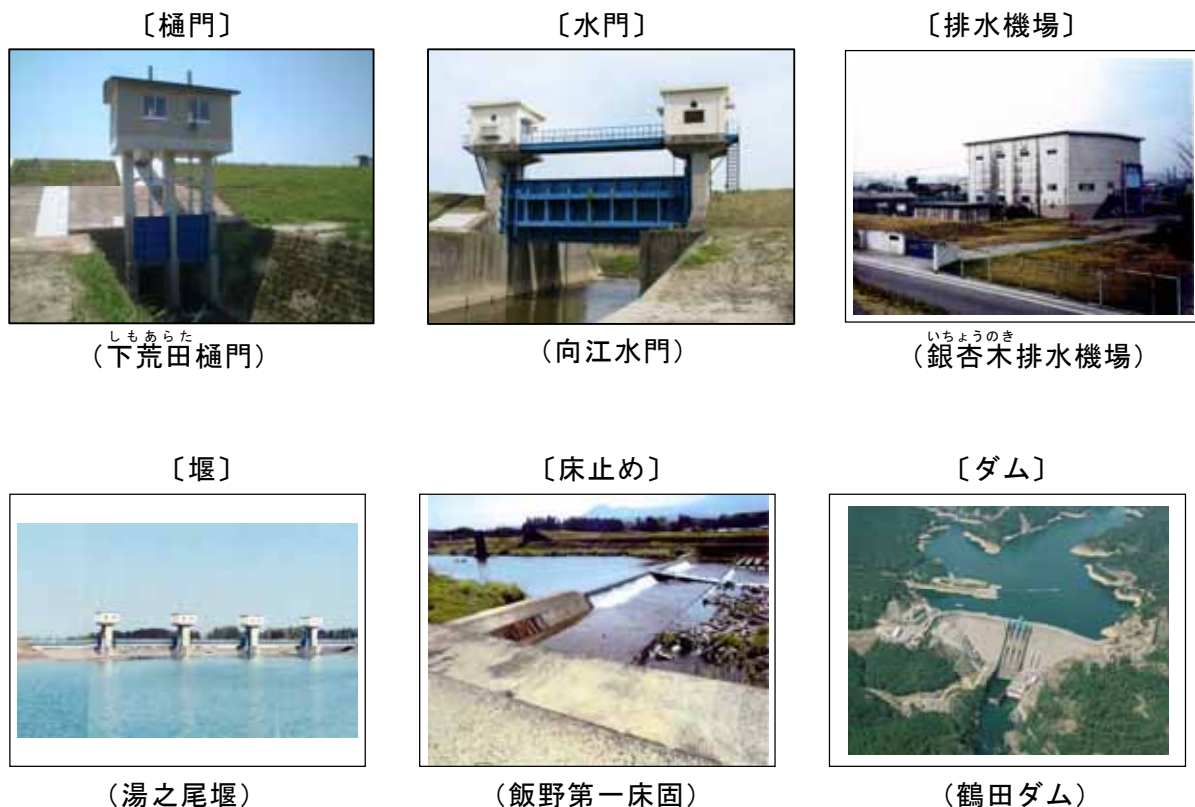 〔樋門〕
〔水門〕
〔排水機場〕
しもあらた
（下荒田樋門）
（向江水門）
いちょうのき
（銀杏木排水機場）
〔堰〕
〔床止め〕
〔ダム〕
（湯之尾堰）
（飯野第一床固）
（鶴田ダム）